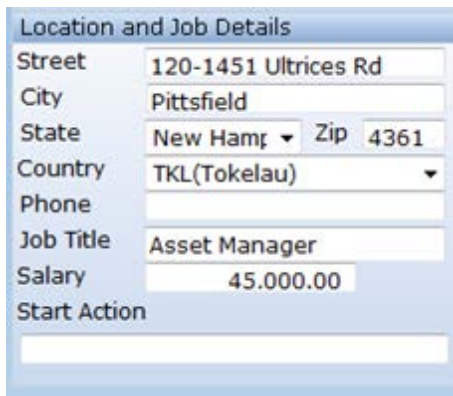 Location and Job Details
Street 120-1451 Ultrices Rd
City Pittsfield
State New Hamp Zip 4361
Country TKL(Tokelau)
Phone
Job Title Asset Manager
Salary 45.000.00
Start Action